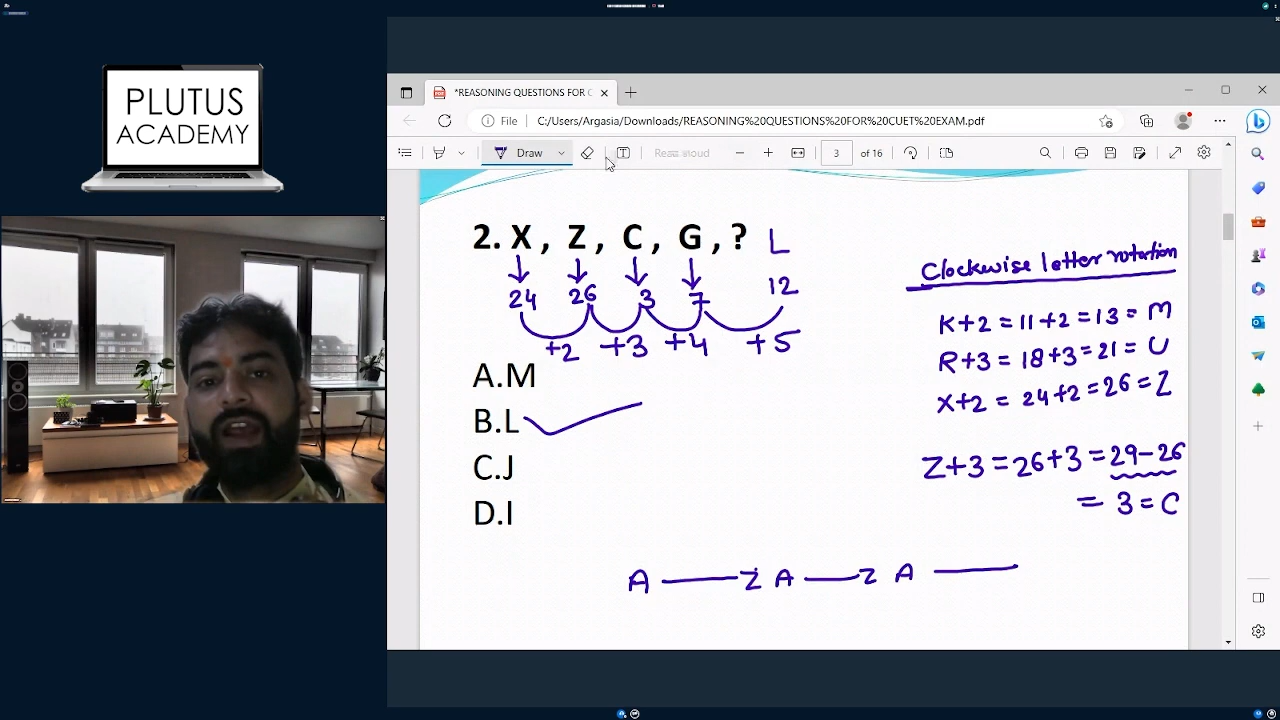 PLUTUS
ACADEMY
*REASONING QUESTIONS FOR C
File
C:/Users/Argasia/Downloads/REASONING%20QUESTIONS%20FOR%20CUET%20EXAM.pdf
Draw
Read aloud
3 of 16
2. X , Z , C , G , ? L
24 26 3 7 12
+2 +3 +4 +5
A.M
B.L
C.J
D.I
Clockwise letter rotation
K+2 = 11+2 = 13 = M
R+3 = 18+3 = 21 = U
X+2 = 24+2 = 26 = Z
Z+3 = 26+3 = 29-26
= 3 = C
A — Z A — Z A —